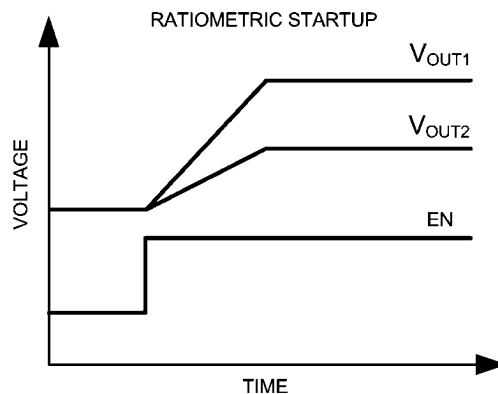 RATIOMETRIC STARTUP
VOUT1
VOUT2
EN
VOLTAGE
TIME